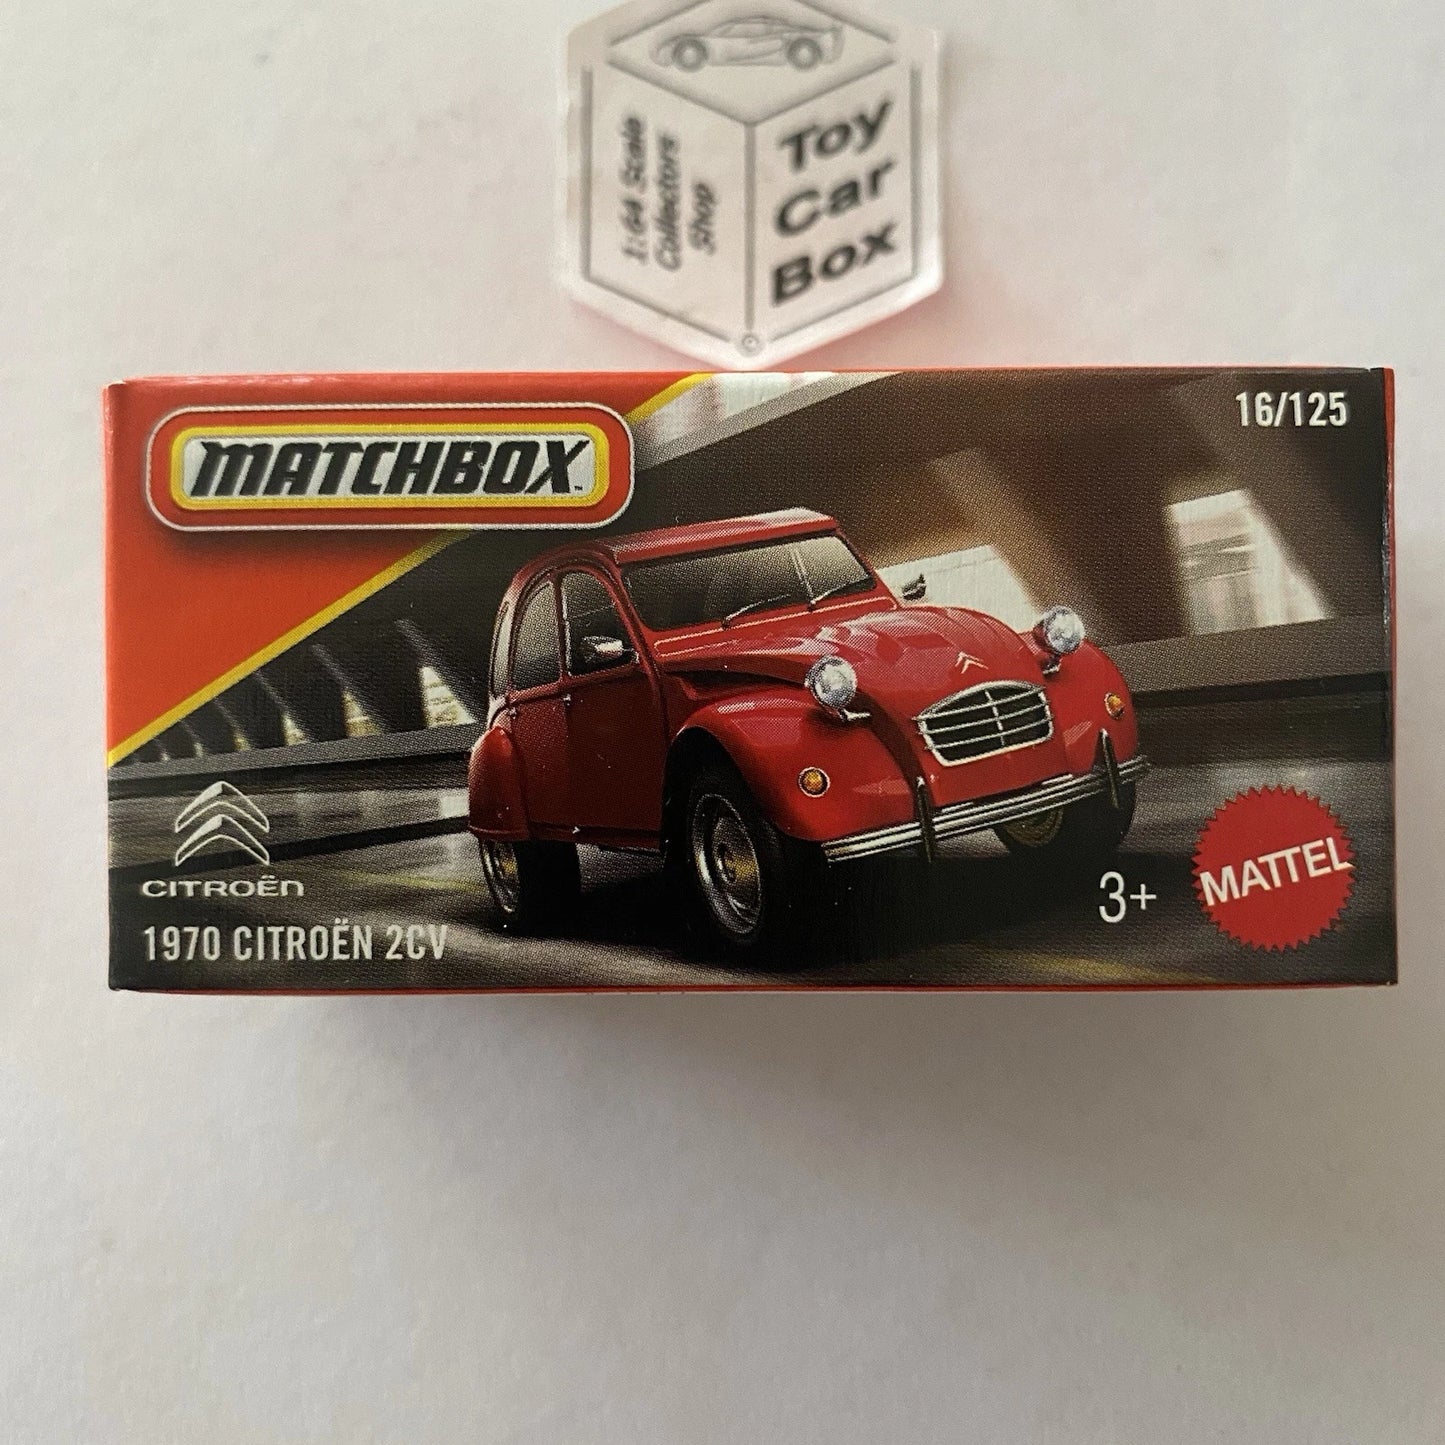 1:64 Scale
Collectors
Shop
Toy
Car
Box
©
MATCHBOX
16/125
CITROËN
1970 CITROËN 2CV
3+
MATTEL